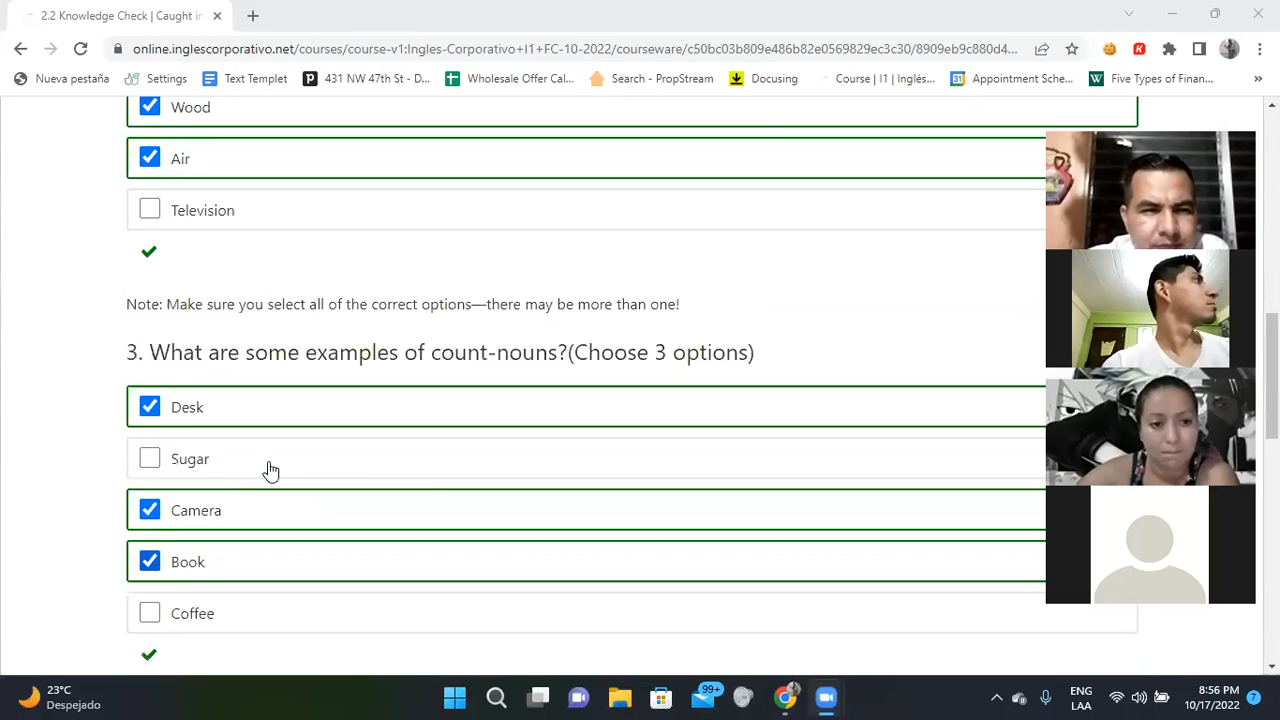 2.2 Knowledge Check | Caught in
online.inglescorporativo.net/courses/course-v1:Ingles-Corporativo+I1+FC-10-2022/courseware/c50bc03b899e486b82e0569829ec3c30/8909eb9c880d4...
Nueva pestaña
Settings
Text Templet
431 NW 47th St - D...
Wholesale Offer Cal...
Search - PropStream
Docusing
Course | I1 | Inglés...
Appointment Sche...
Five Types of Finan...
Wood
Air
Television
Note: Make sure you select all of the correct options—there may be more than one!
3. What are some examples of count-nouns?(Choose 3 options)
Desk
Sugar
Camera
Book
Coffee
23°C
Despejado
99+
ENG
LAA
8:56 PM
10/17/2022
7